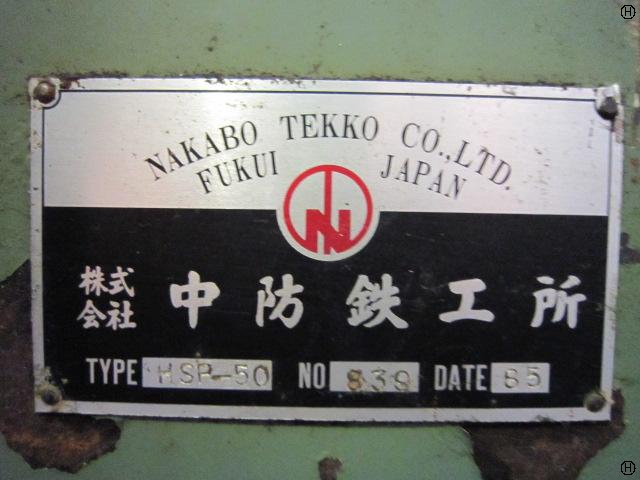 NAKABO TEKKO CO.,LTD.
FUKUI JAPAN
株式会社 中防鉄工所
TYPE HSP-50 NO 839 DATE 85